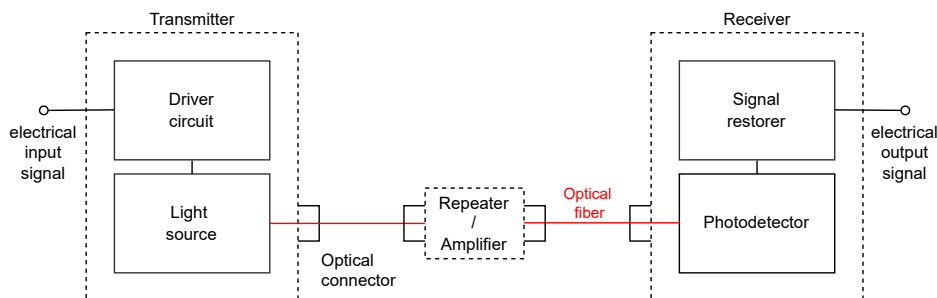 Transmitter
Receiver
Driver
circuit
Signal
restorer
electrical
input
signal
electrical
output
signal
Light
source
Repeater
/
Amplifier
Optical
fiber
Photodetector
Optical
connector